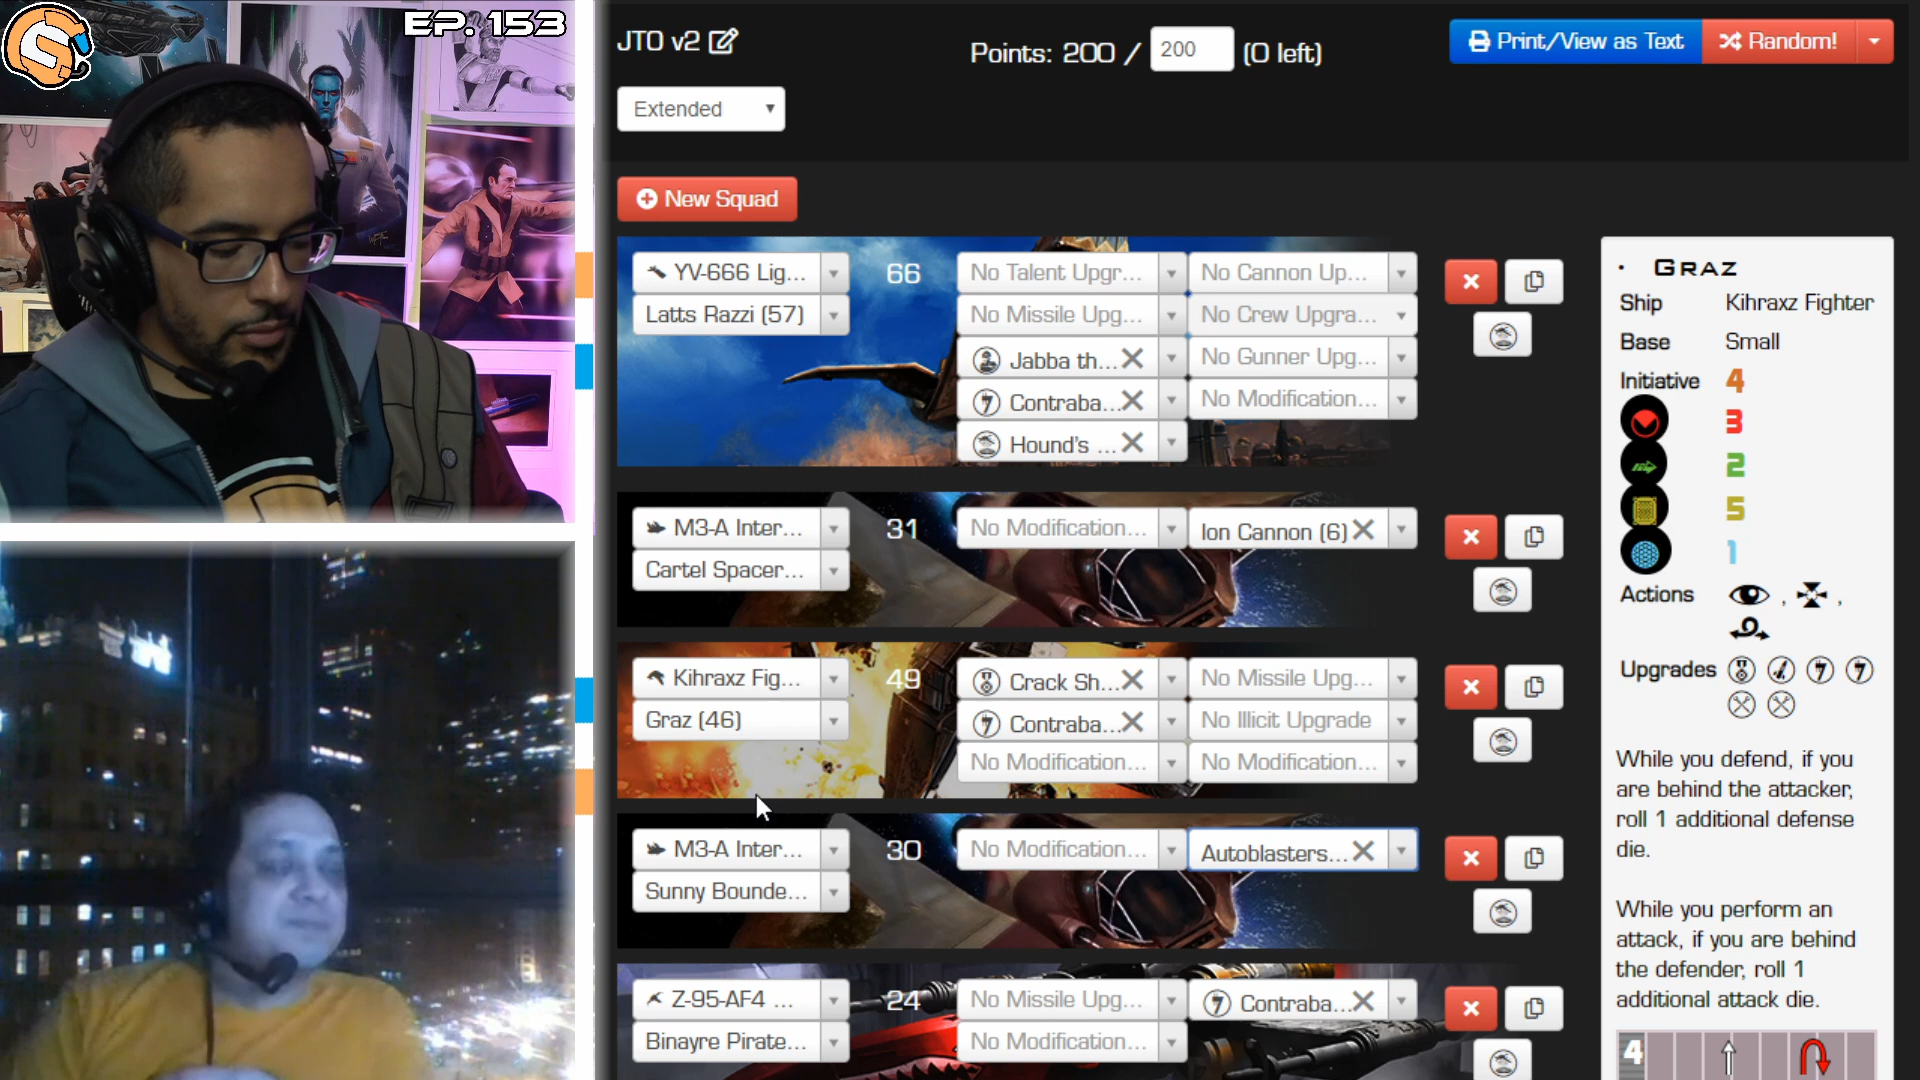 EP. 153
JTO v2
Points: 200 / 200 (0 left)
Print/View as Text
Random!
Extended
New Squad
YV-666 Lig...
66
No Talent Upgr...
No Cannon Up...
Latts Razzi (57)
No Missile Upg...
No Crew Upgra...
Jabba th...
No Gunner Upg...
Contraba...
No Modification...
Hound's ...
M3-A Inter...
31
No Modification...
Ion Cannon (6)
Cartel Spacer...
Kihraxz Fig...
49
Crack Sh...
No Missile Upg...
Graz (46)
Contraba...
No Illicit Upgrade
No Modification...
No Modification...
M3-A Inter...
30
No Modification...
Autoblasters...
Sunny Bounde...
Z-95-AF4 ...
24
No Missile Upg...
Contraba...
Binayre Pirate...
No Modification...
· Graz
Ship Kihraxz Fighter
Base Small
Initiative 4
3
2
5
1
Actions
Upgrades
While you defend, if you
are behind the attacker,
roll 1 additional defense
die.
While you perform an
attack, if you are behind
the defender, roll 1
additional attack die.
4